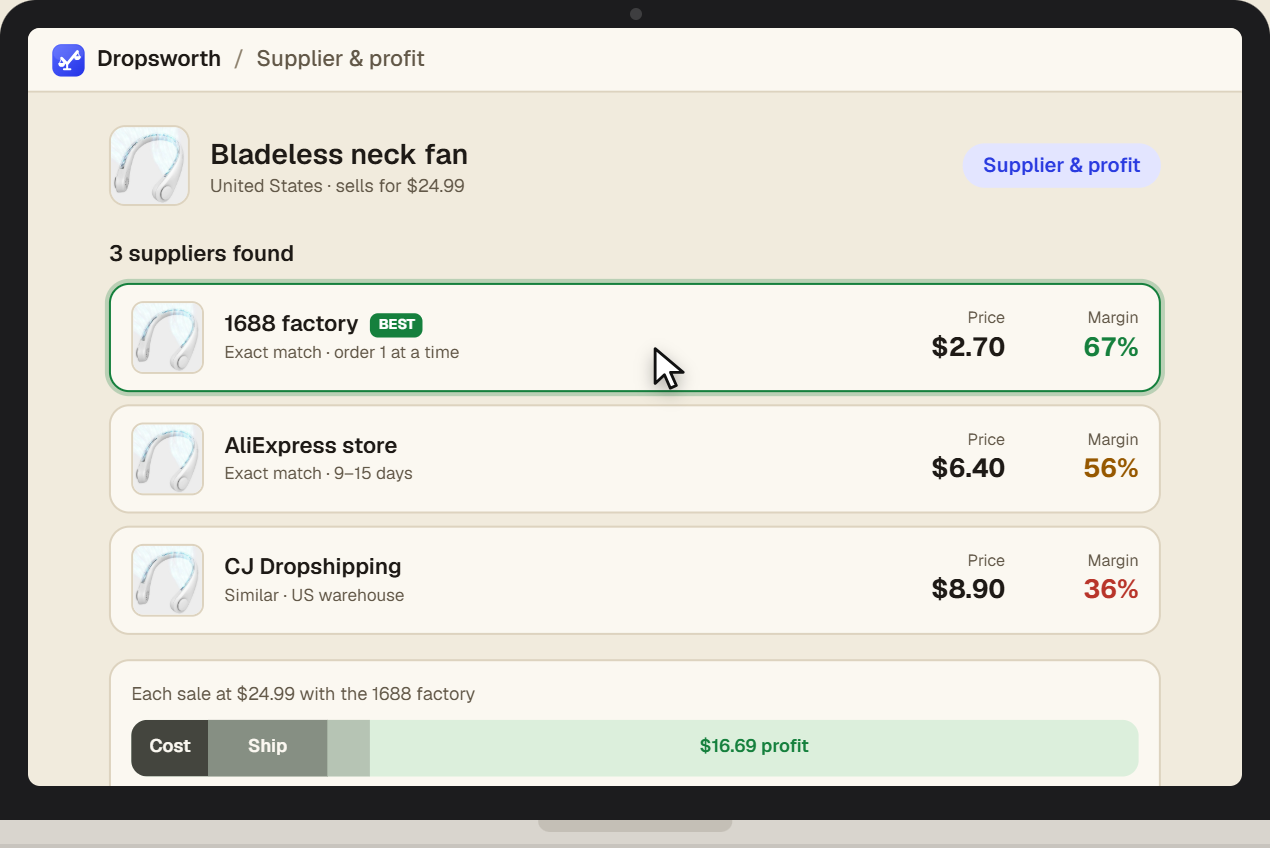 Dropsworth / Supplier & profit
Bladeless neck fan
United States · sells for $24.99
Supplier & profit
3 suppliers found
1688 factory BEST
Exact match · order 1 at a time
Price
$2.70
Margin
67%
AliExpress store
Exact match · 9–15 days
Price
$6.40
Margin
56%
CJ Dropshipping
Similar · US warehouse
Price
$8.90
Margin
36%
Each sale at $24.99 with the 1688 factory
Cost Ship $16.69 profit